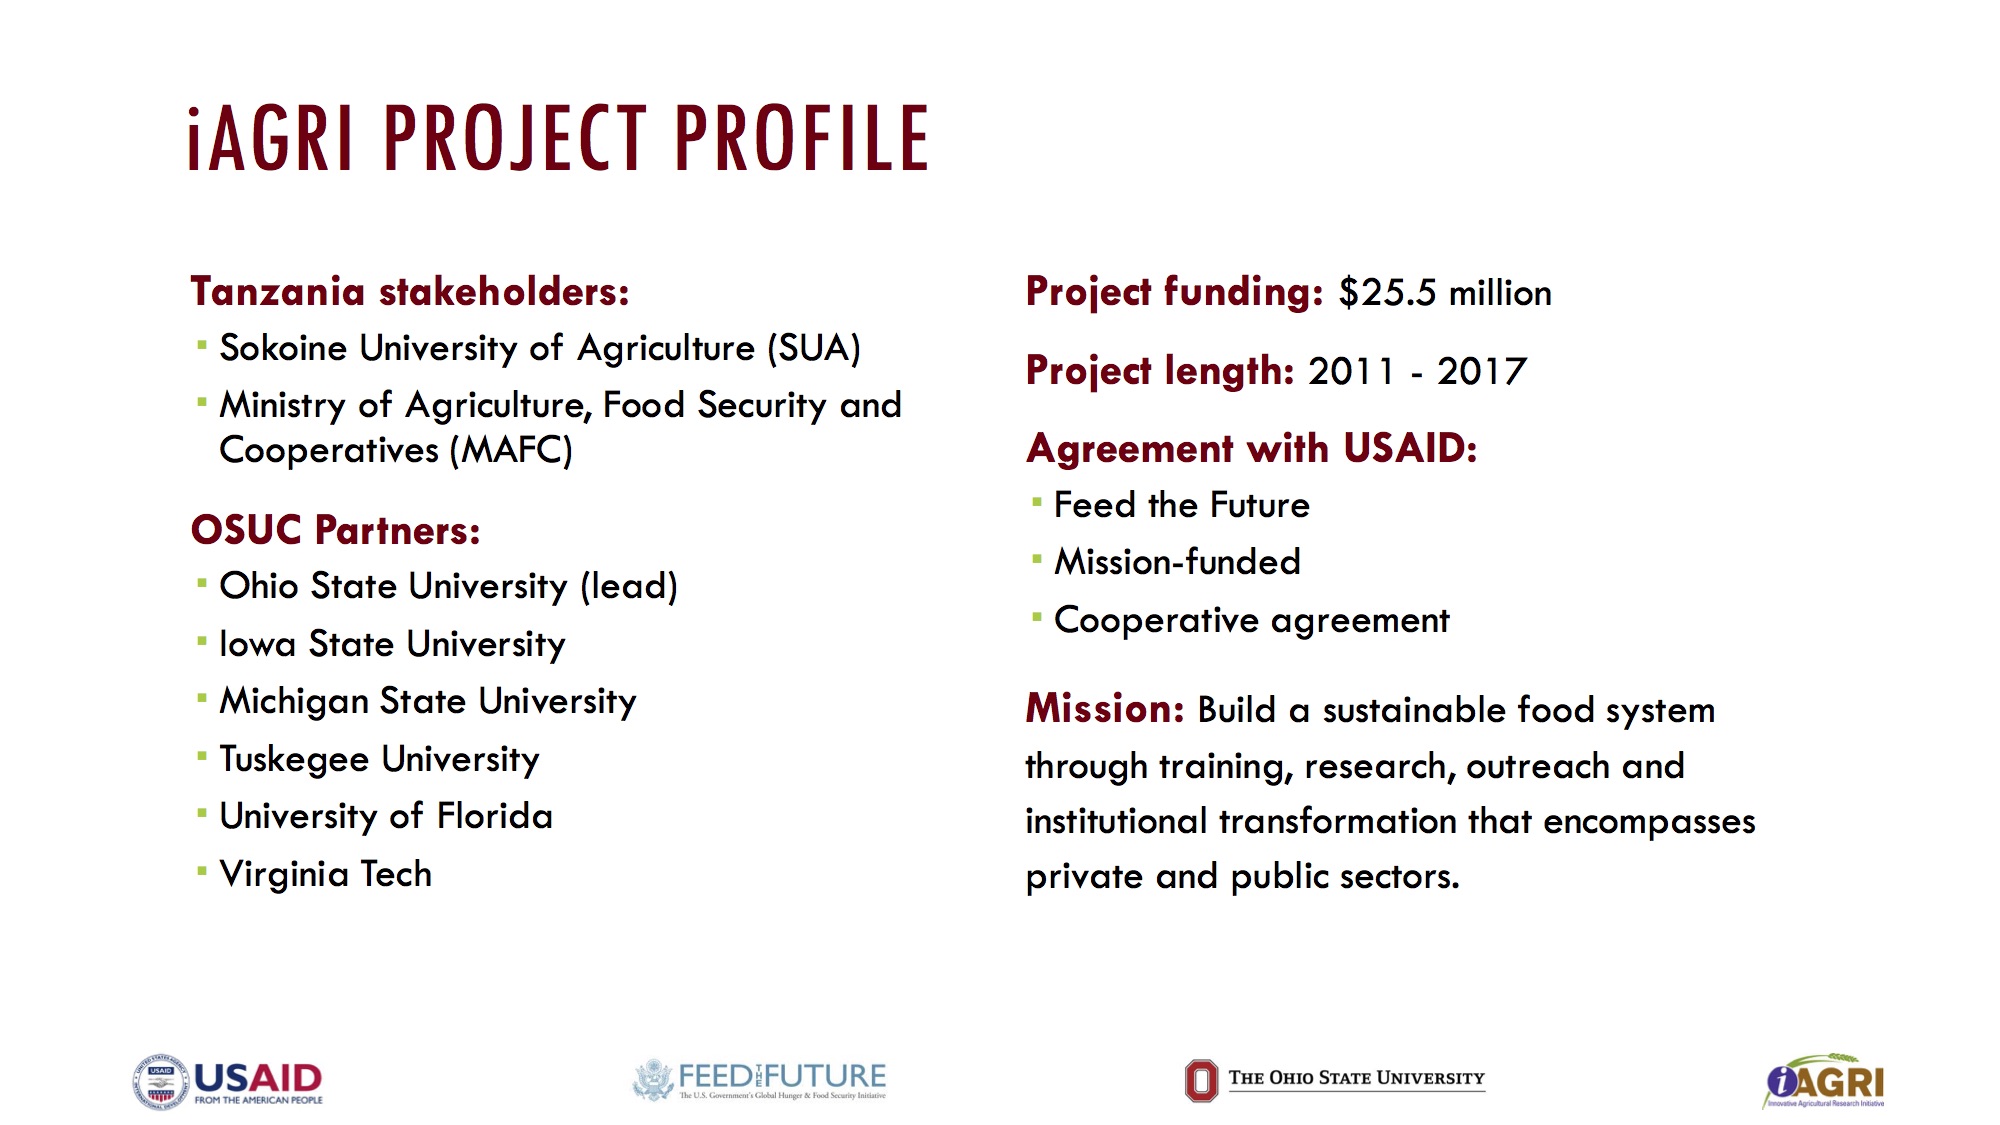 iAGRI PROJECT PROFILE
Tanzania stakeholders:
▪ Sokoine University of Agriculture (SUA)
▪ Ministry of Agriculture, Food Security and
Cooperatives (MAFC)
OSUC Partners:
▪ Ohio State University (lead)
▪ Iowa State University
▪ Michigan State University
▪ Tuskegee University
▪ University of Florida
▪ Virginia Tech
Project funding: $25.5 million
Project length: 2011 - 2017
Agreement with USAID:
▪ Feed the Future
▪ Mission-funded
▪ Cooperative agreement
Mission: Build a sustainable food system
through training, research, outreach and
institutional transformation that encompasses
private and public sectors.
USAID
USAID
FROM THE AMERICAN PEOPLE
FEED THE FUTURE
The U.S. Government's Global Hunger & Food Security Initiative
THE OHIO STATE UNIVERSITY
iAGRI
Innovative Agricultural Research Initiative